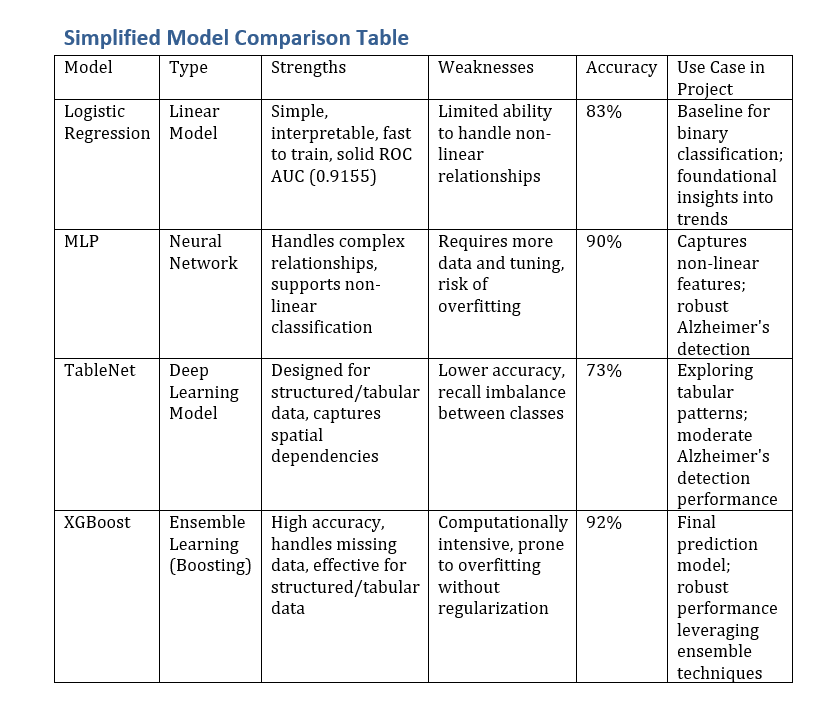 Simplified Model Comparison Table
Model Type Strengths Weaknesses Accuracy Use Case in
Project
Logistic Linear Simple, Limited ability 83% Baseline for
Regression Model interpretable, fast to handle non- binary
to train, solid ROC linear classification;
AUC (0.9155) relationships foundational
insights into
trends
MLP Neural Handles complex Requires more 90% Captures
Network relationships, data and tuning, non-linear
supports non- risk of features;
linear overfitting robust
classification Alzheimer's
detection
TableNet Deep Designed for Lower accuracy, 73% Exploring
Learning structured/tabular recall imbalance tabular
Model data, captures between classes patterns;
spatial moderate
dependencies Alzheimer's
detection
performance
XGBoost Ensemble High accuracy, Computationally 92% Final
Learning handles missing intensive, prone prediction
(Boosting) data, effective for to overfitting model;
structured/tabular without robust
data regularization performance
leveraging
ensemble
techniques